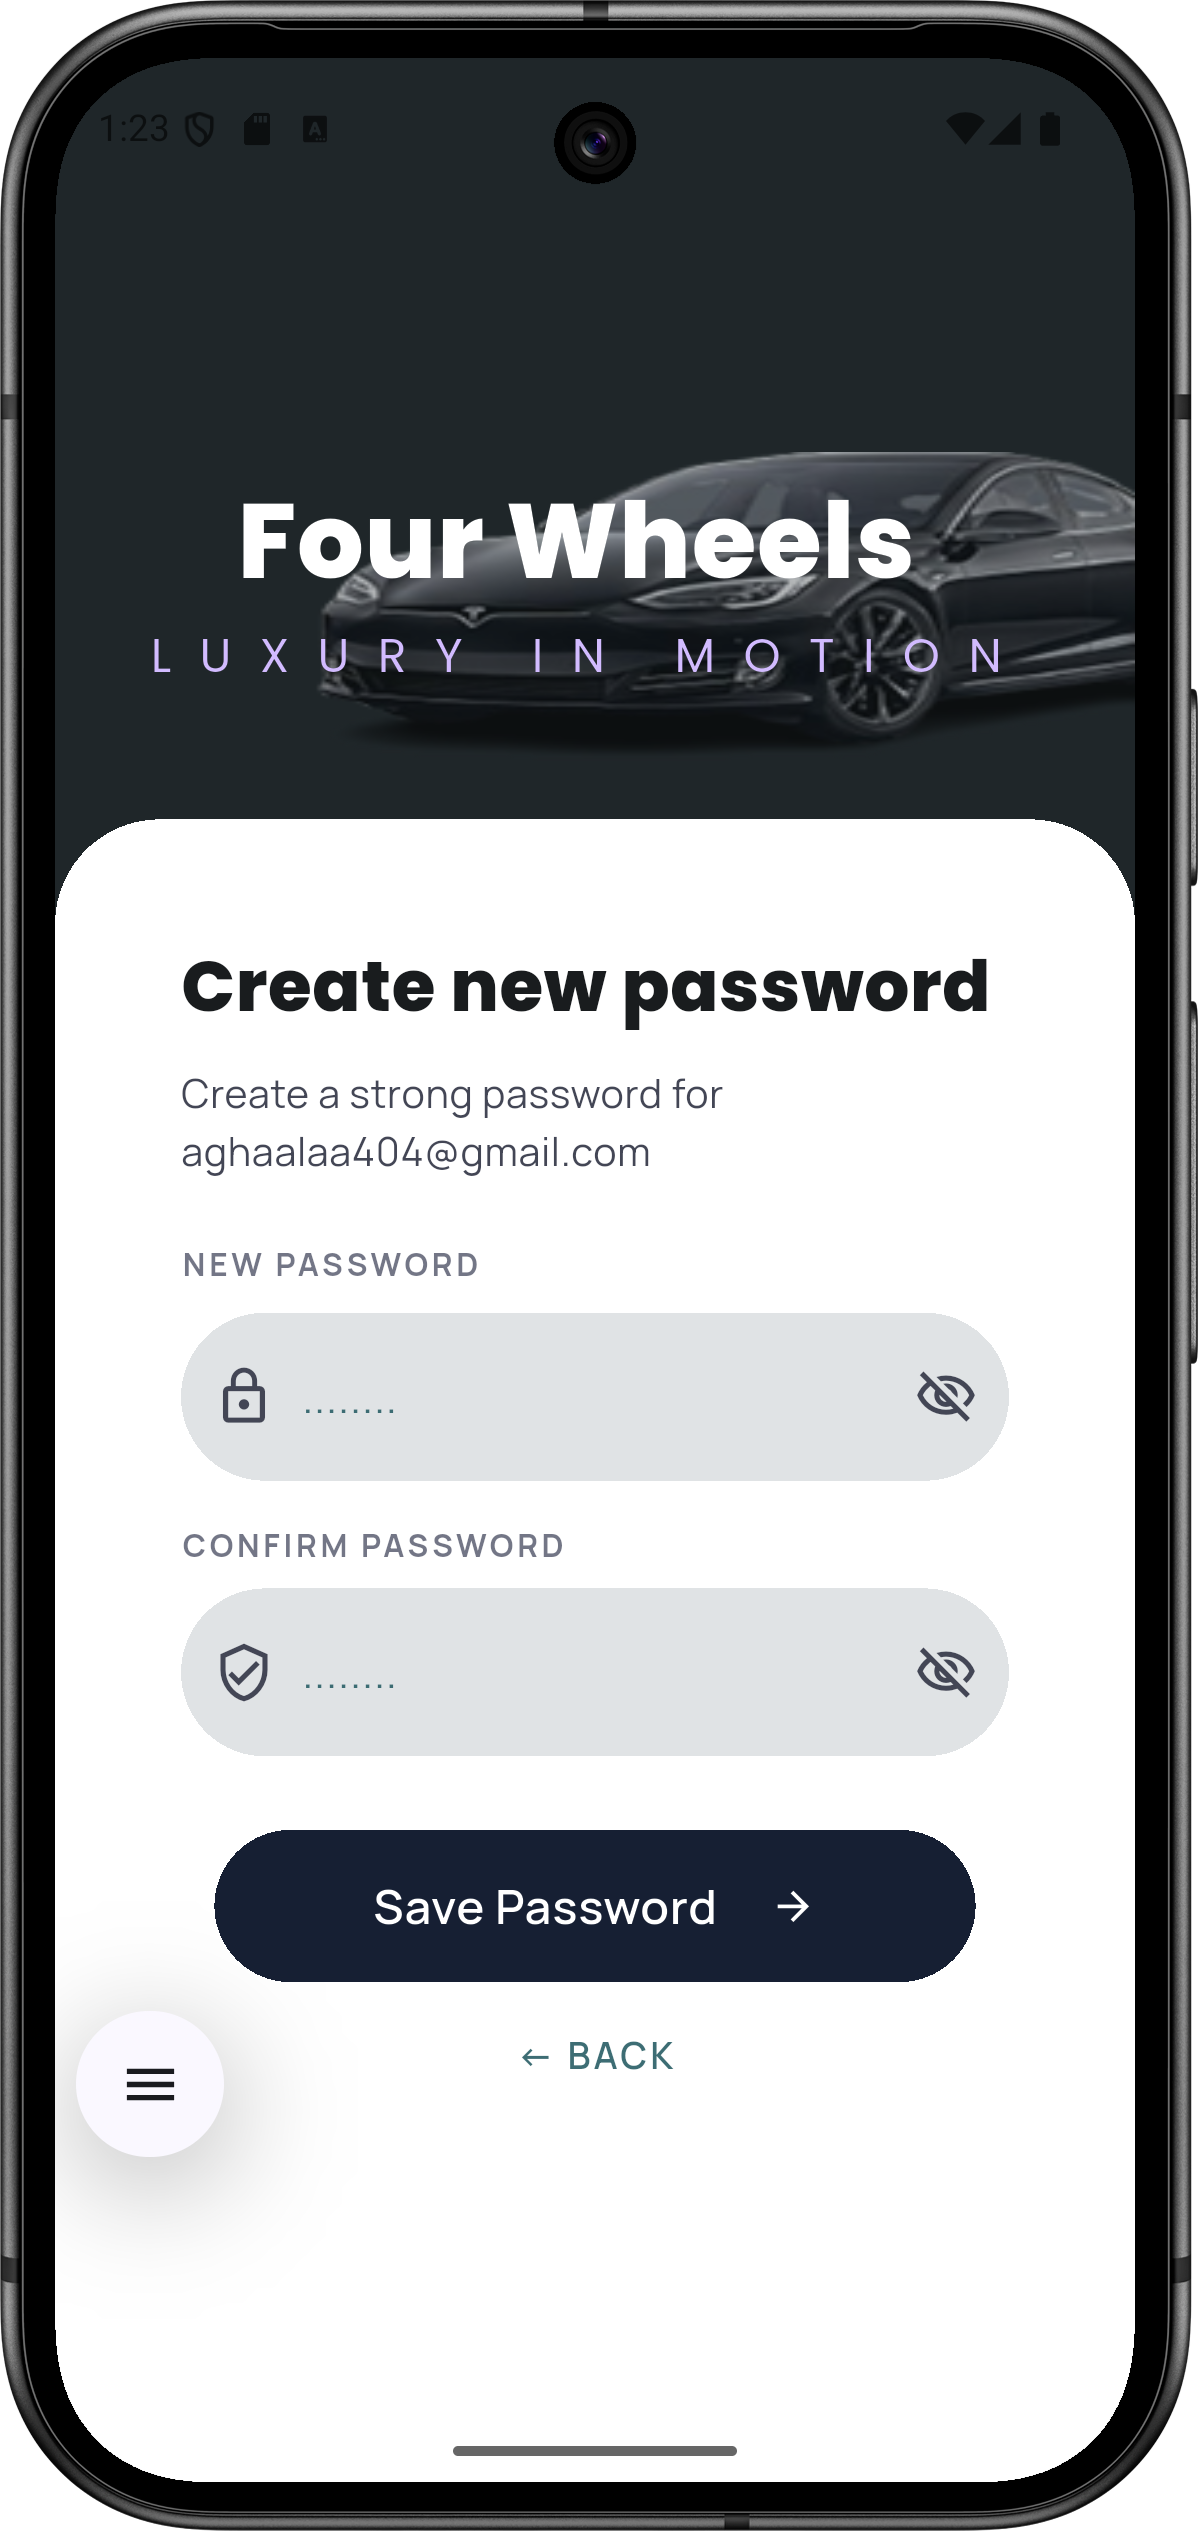 1:23
Four Wheels
LUXURY IN MOTION
Create new password
Create a strong password for
aghaalaa404@gmail.com
NEW PASSWORD
........
CONFIRM PASSWORD
........
Save Password →
← BACK